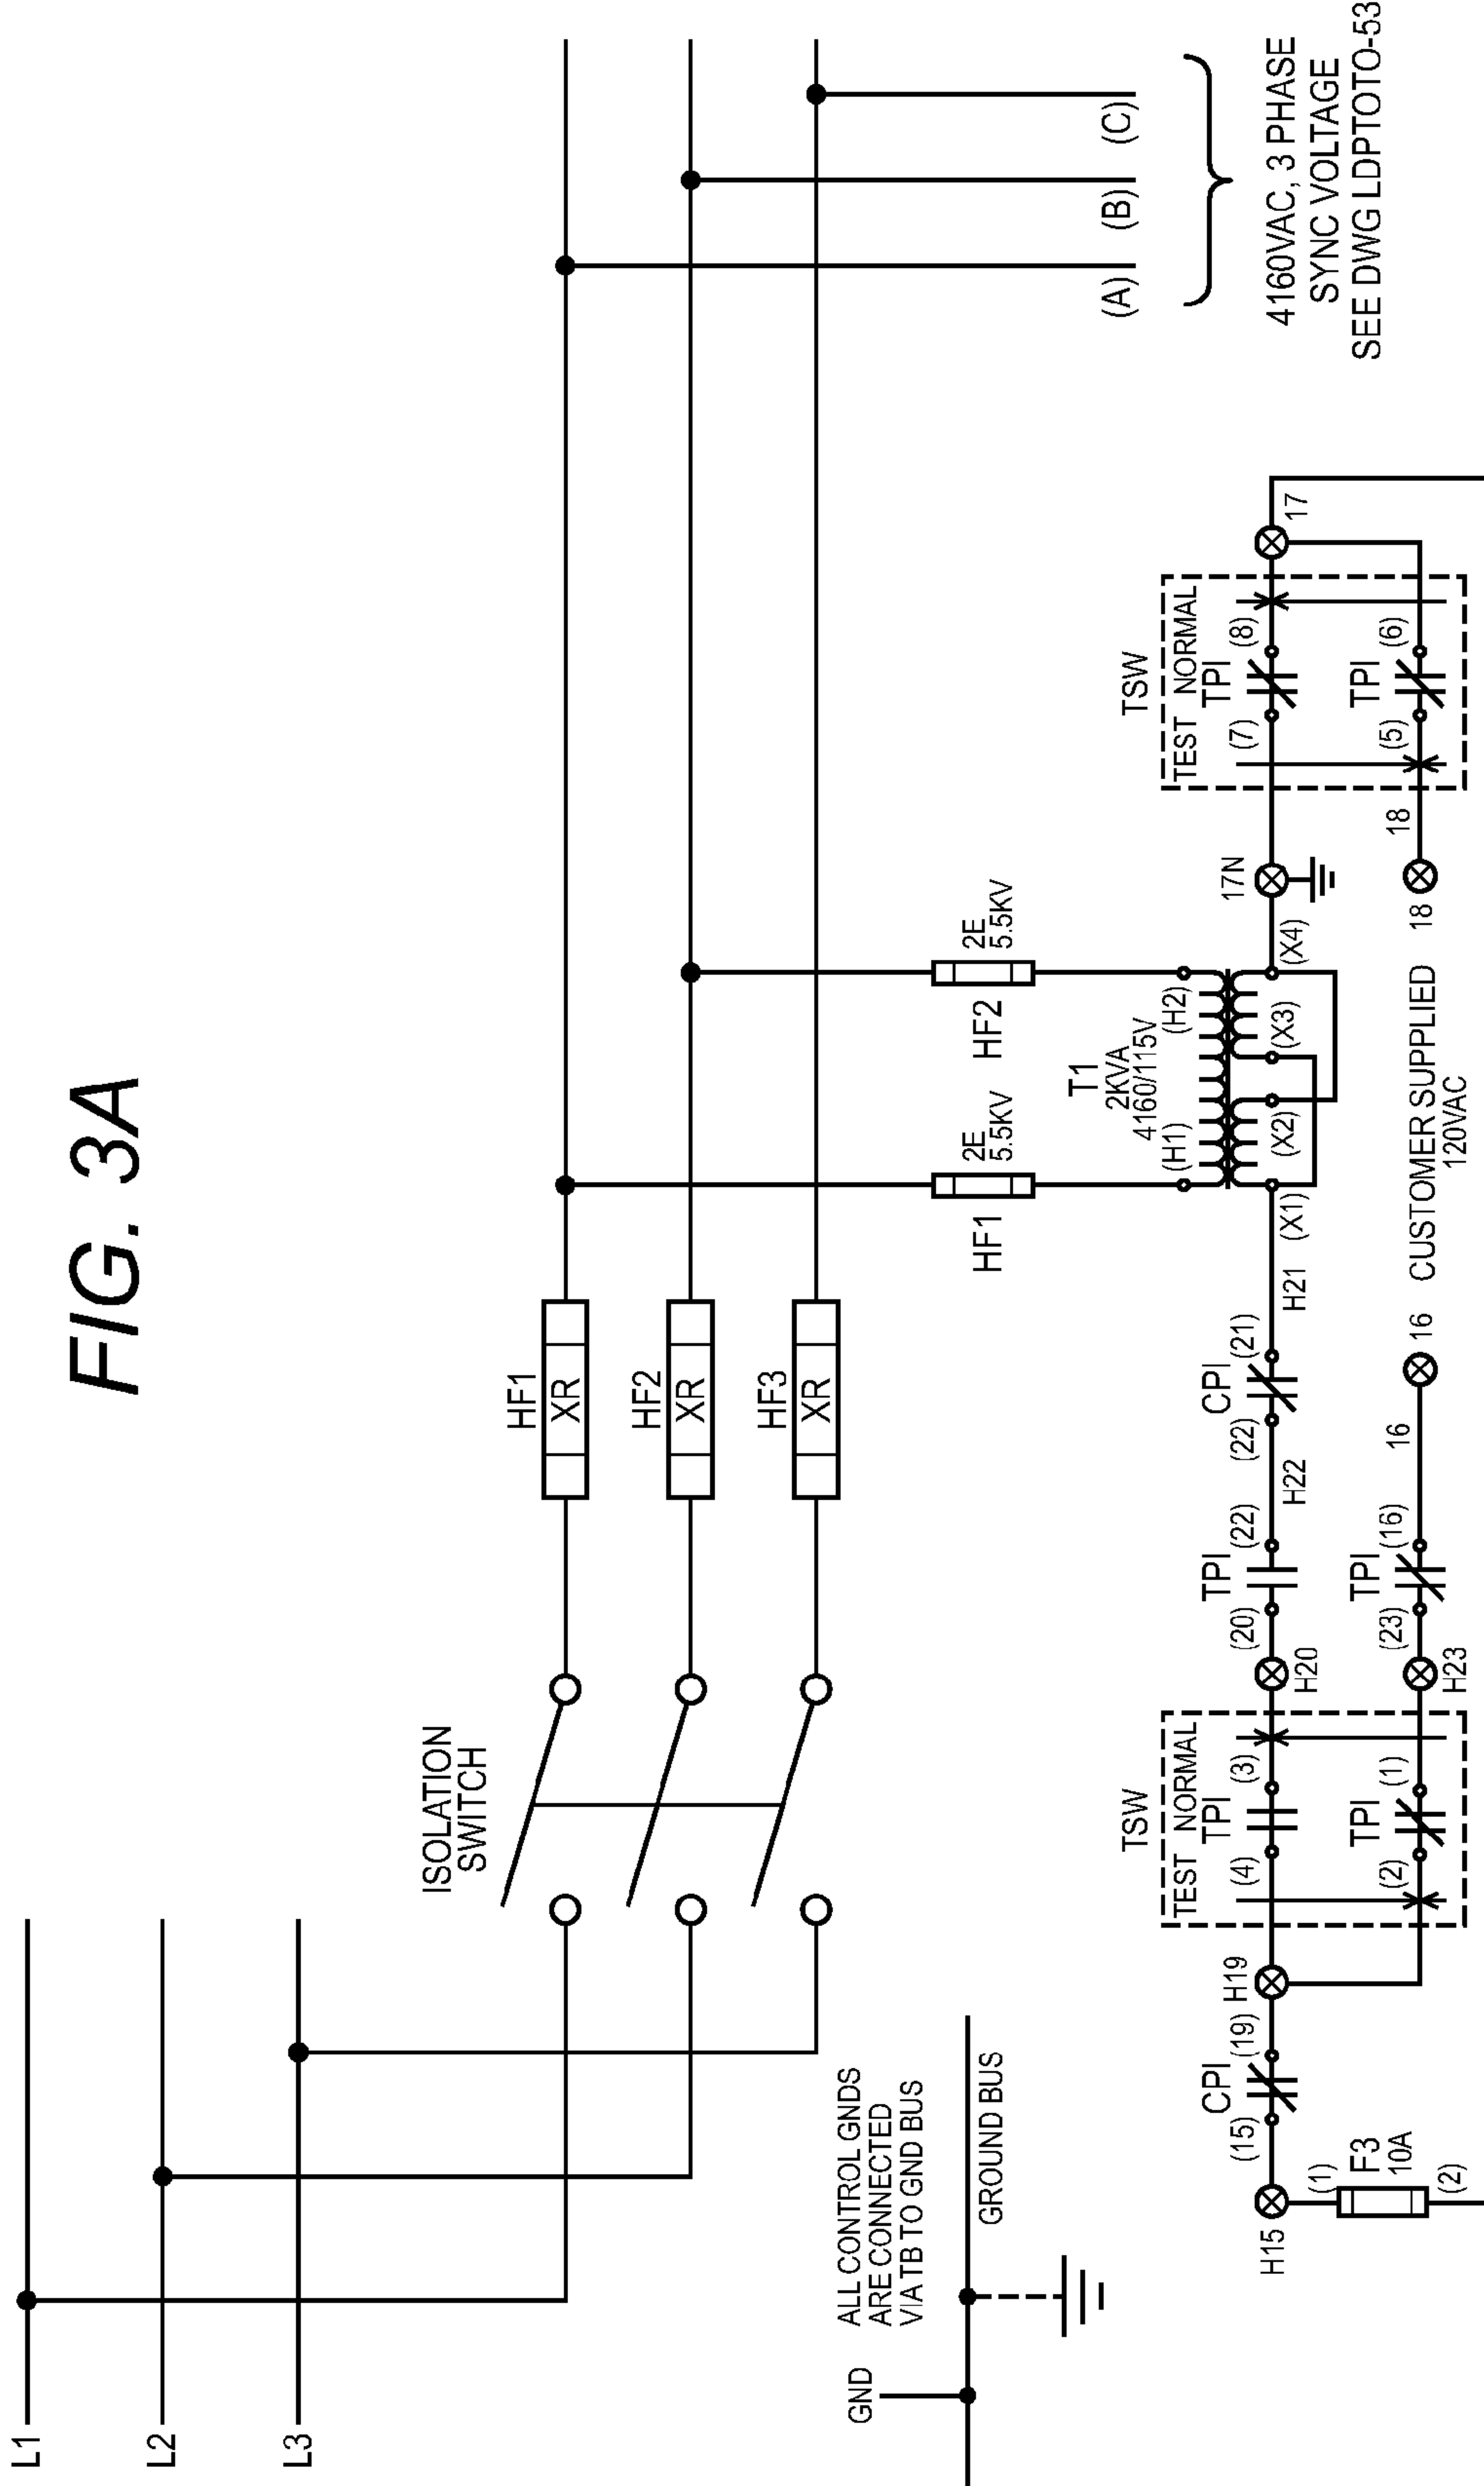 FIG. 3A
L1
L2
L3
ISOLATION
SWITCH
HF1
XR
HF2
XR
HF3
XR
(A)
(B)
(C)
4160VAC, 3 PHASE
SYNC VOLTAGE
SEE DWG LDPTOTO-53
GND
ALL CONTROL GNDS
ARE CONNECTED
VIA TB TO GND BUS
GROUND BUS
HF1
2E
5.5KV
HF2
2E
5.5KV
T1
2KVA
4160/115V
(H1)
(H2)
(X1)
(X2)
(X3)
(X4)
H15
(15)
CPI
(19)
H19
TSW
TEST NORMAL
(4)
TPI
(3)
H20
(20)
TPI
(22)
H22
(22)
CPI
(21)
H21
17N
TSW
TEST NORMAL
(7)
TPI
(8)
17
(1)
F3
10A
(2)
(2)
TPI
(1)
H23
(23)
TPI
(16)
16
16
CUSTOMER SUPPLIED
120VAC
18
18
(5)
TPI
(6)